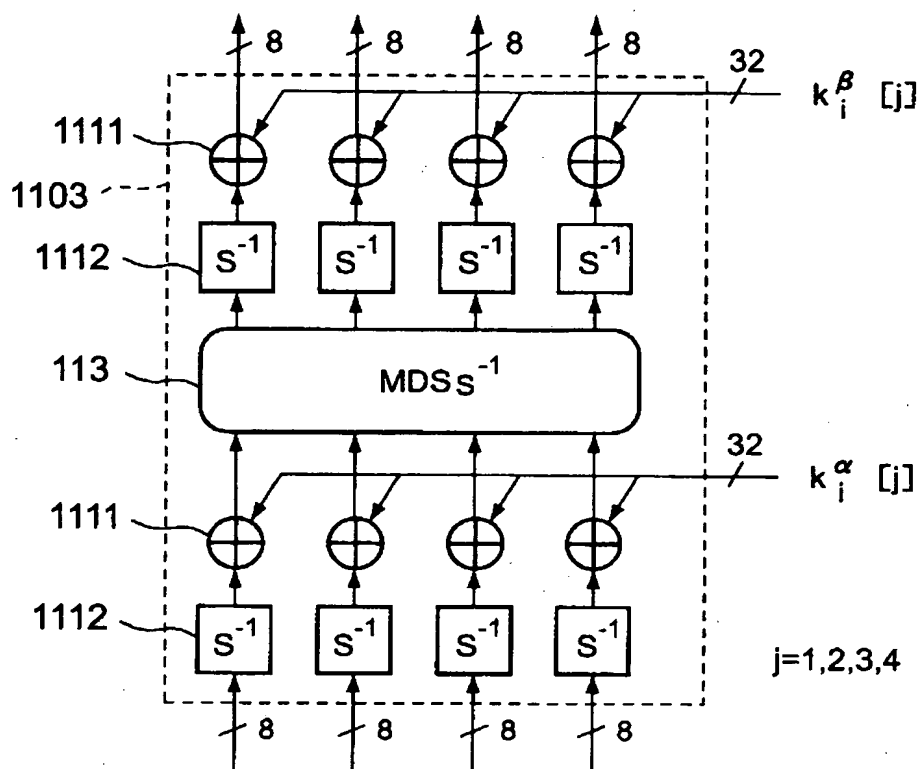 8 8 8 8
32 k_i^β [j]
1111
1103
1112 S⁻¹ S⁻¹ S⁻¹ S⁻¹
113 MDS_S⁻¹
32 k_i^α [j]
1111
1112 S⁻¹ S⁻¹ S⁻¹ S⁻¹
j=1,2,3,4
8 8 8 8